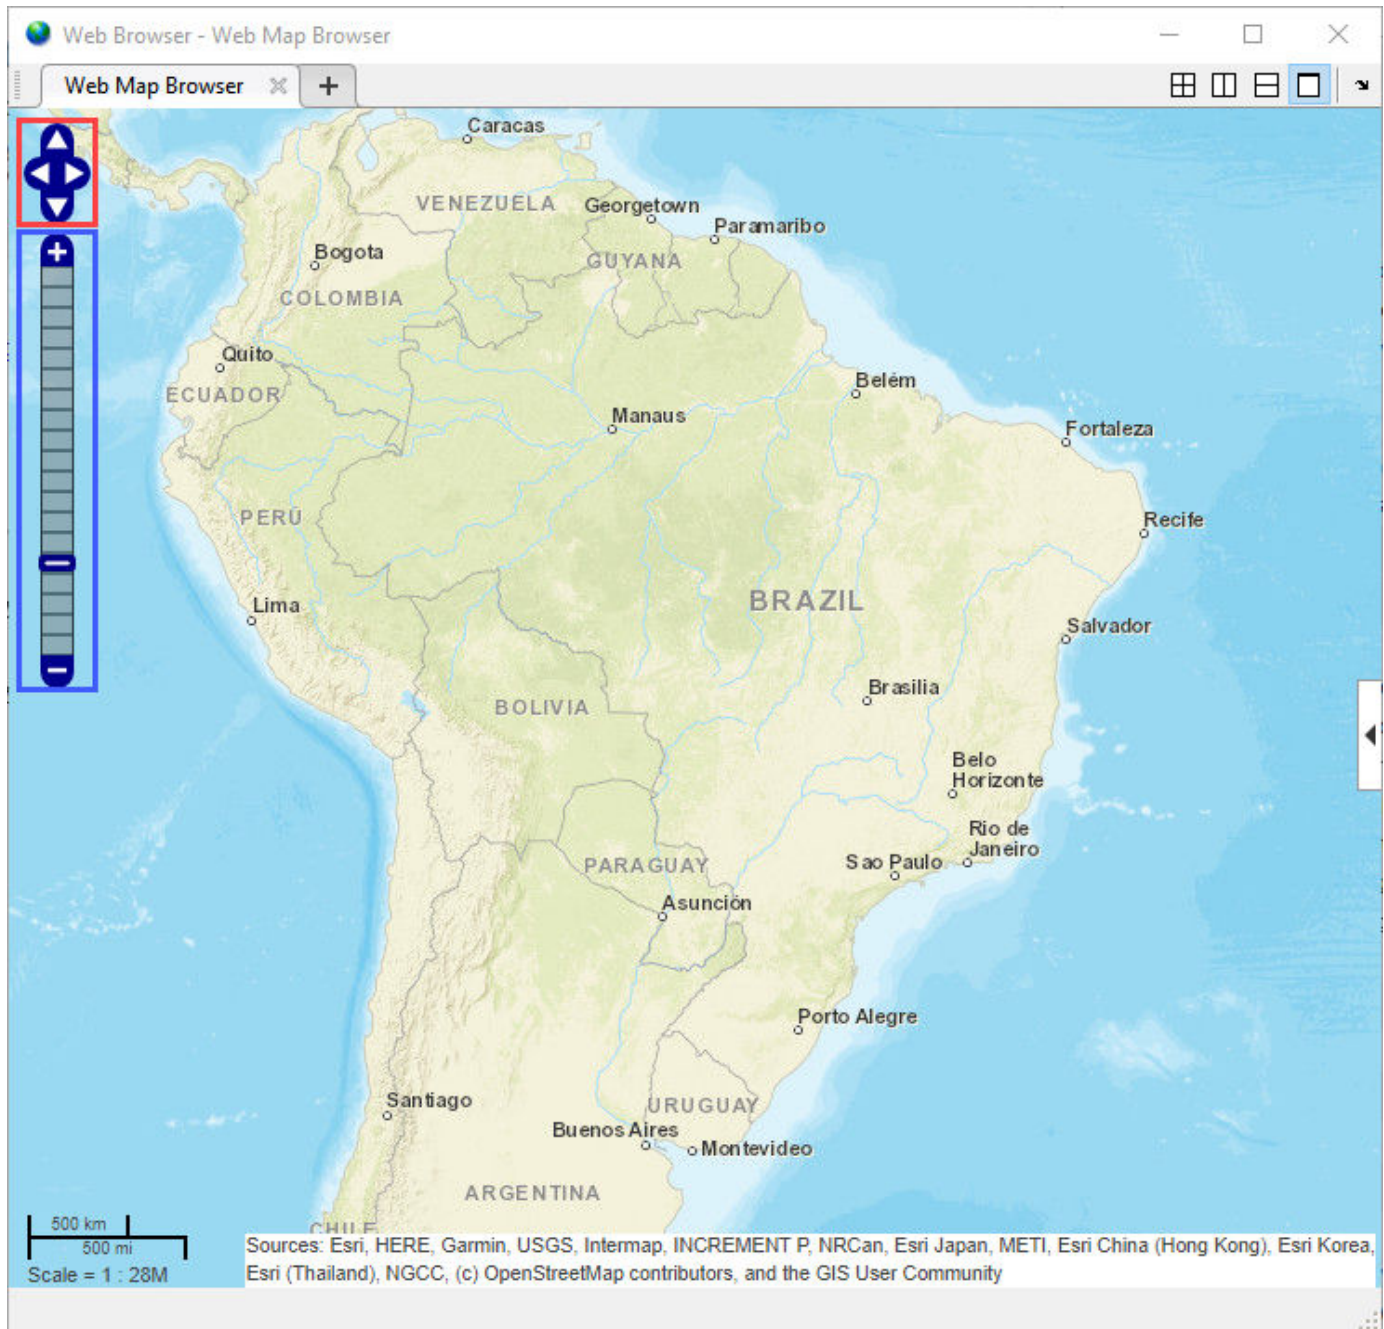 Web Browser - Web Map Browser
Web Map Browser
Caracas
VENEZUELA
Georgetown
Paramaribo
Bogota
GUYANA
COLOMBIA
Quito
ECUADOR
Belém
Manaus
Fortaleza
PERÚ
Recife
BRAZIL
Lima
Salvador
Brasilia
BOLIVIA
Belo
Horizonte
Rio de
Janeiro
Sao Paulo
PARAGUAY
Asunción
Porto Alegre
Santiago
URUGUAY
Buenos Aires
Montevideo
ARGENTINA
CHILE
500 km
500 mi
Scale = 1 : 28M
Sources: Esri, HERE, Garmin, USGS, Intermap, INCREMENT P, NRCan, Esri Japan, METI, Esri China (Hong Kong), Esri Korea,
Esri (Thailand), NGCC, (c) OpenStreetMap contributors, and the GIS User Community